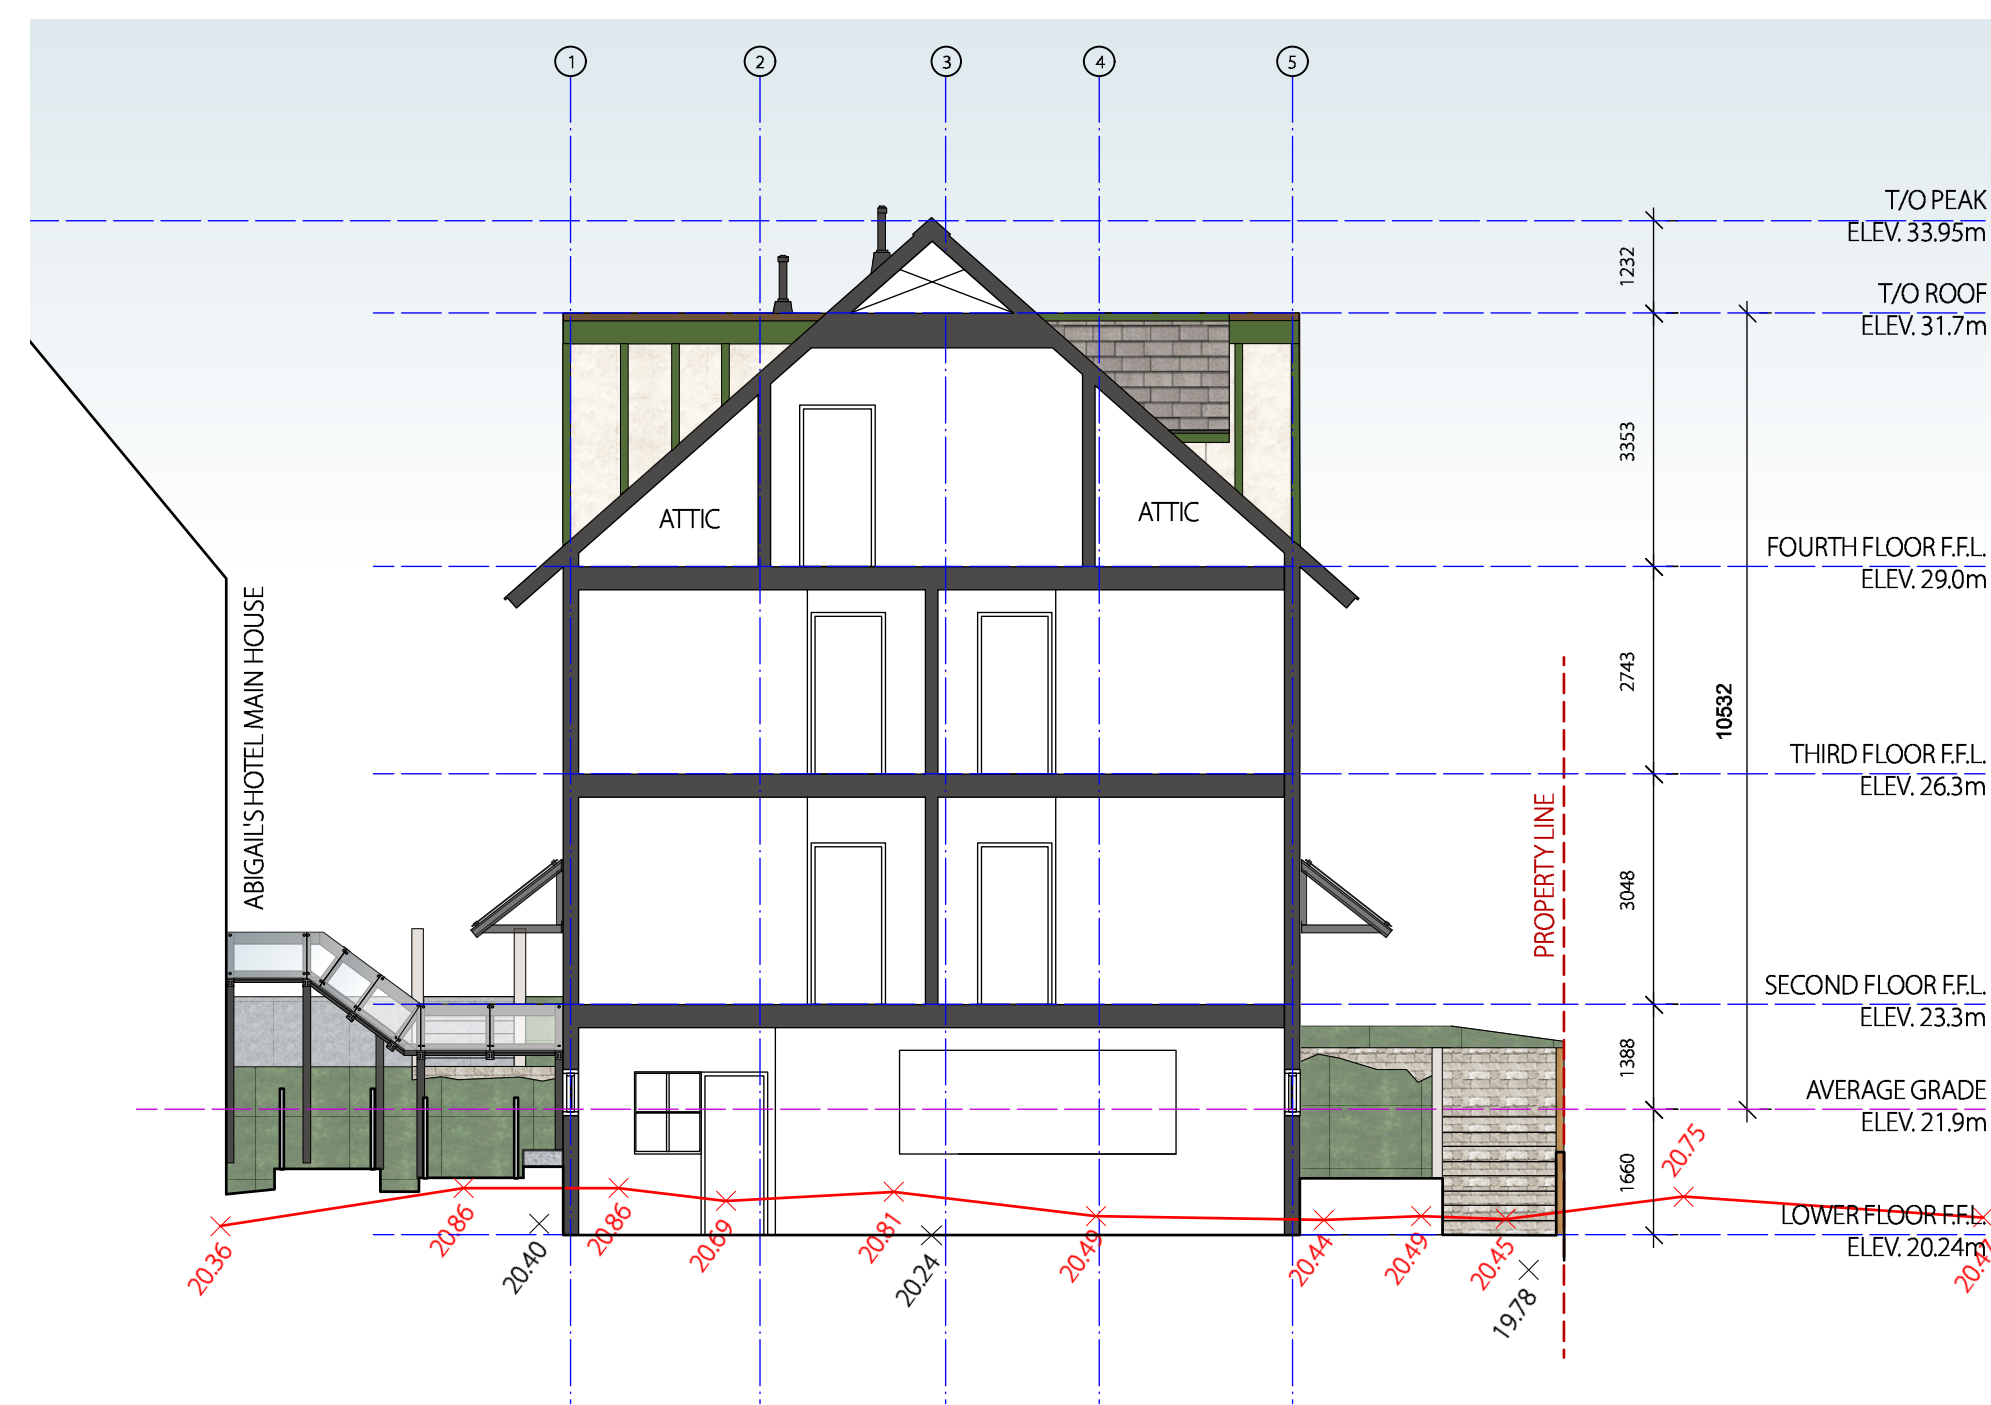 1 2 3 4 5
T/O PEAK
ELEV. 33.95m
1232
T/O ROOF
ELEV. 31.7m
3353
ATTIC
ATTIC
FOURTH FLOOR F.F.L.
ELEV. 29.0m
ABIGAIL'S HOTEL MAIN HOUSE
2743
10532
THIRD FLOOR F.F.L.
ELEV. 26.3m
PROPERTY LINE
3048
SECOND FLOOR F.F.L.
ELEV. 23.3m
1388
AVERAGE GRADE
ELEV. 21.9m
1660
20.75
LOWER FLOOR F.F.L.
ELEV. 20.24m
20.36
20.86
20.40
20.86
20.69
20.81
20.24
20.49
20.44
20.49
20.45
19.78
20.47